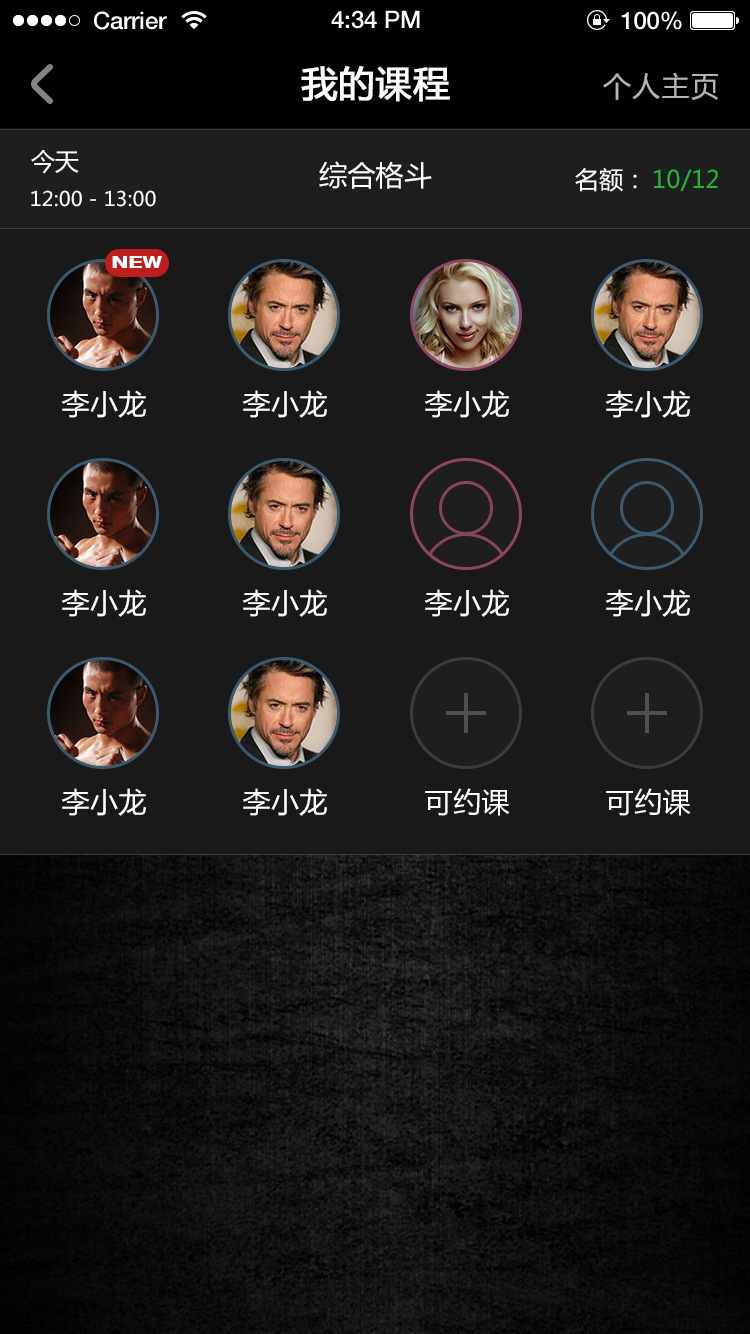 Carrier 4:34 PM 100%
我的课程 个人主页
今天
12:00 - 13:00
综合格斗
名额： 10/12
NEW
李小龙 李小龙 李小龙 李小龙
李小龙 李小龙 李小龙 李小龙
李小龙 李小龙 可约课 可约课